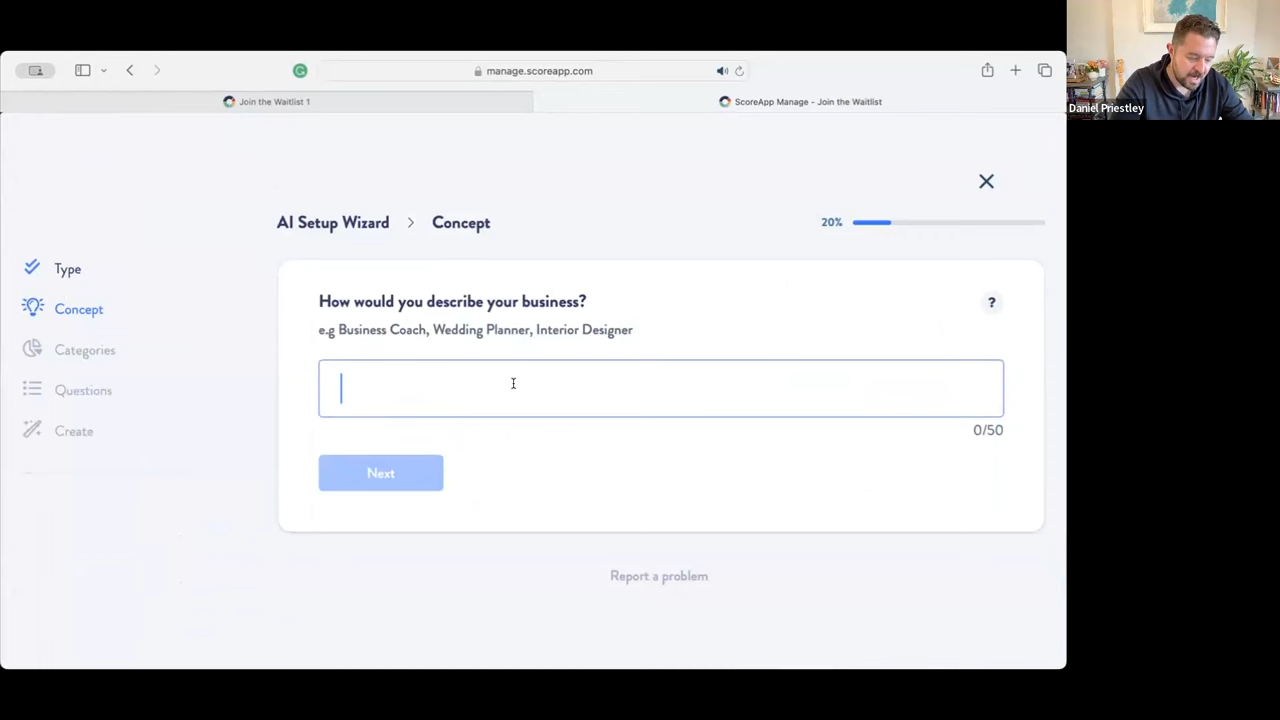 manage.scoreapp.com
Join the Waitlist 1
ScoreApp Manage - Join the Waitlist
Daniel Priestley
AI Setup Wizard > Concept
20%
Type
Concept
Categories
Questions
Create
How would you describe your business?
?
e.g Business Coach, Wedding Planner, Interior Designer
0/50
Next
Report a problem